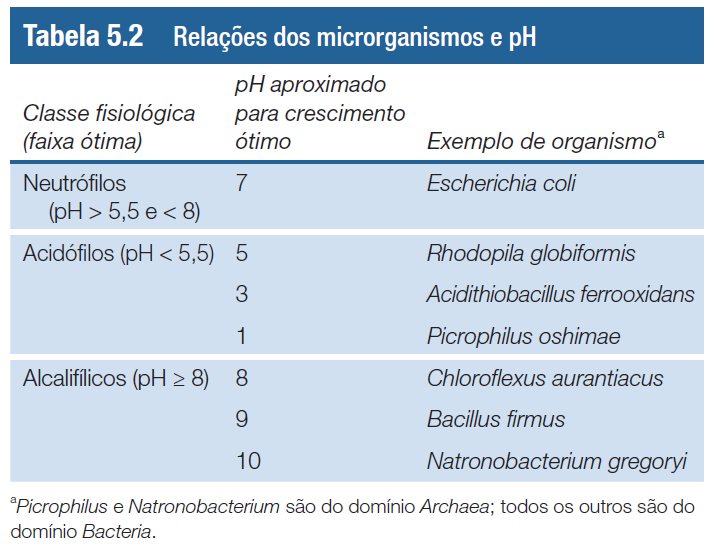 Tabela 5.2 Relações dos microrganismos e pH
Classe fisiológica (faixa ótima) pH aproximado para crescimento ótimo Exemplo de organismoª
Neutrófilos (pH > 5,5 e < 8) 7 Escherichia coli
Acidófilos (pH < 5,5) 5 Rhodopila globiformis
3 Acidithiobacillus ferrooxidans
1 Picrophilus oshimae
Alcalifílicos (pH ≥ 8) 8 Chloroflexus aurantiacus
9 Bacillus firmus
10 Natronobacterium gregoryi
ªPicrophilus e Natronobacterium são do domínio Archaea; todos os outros são do
domínio Bacteria.